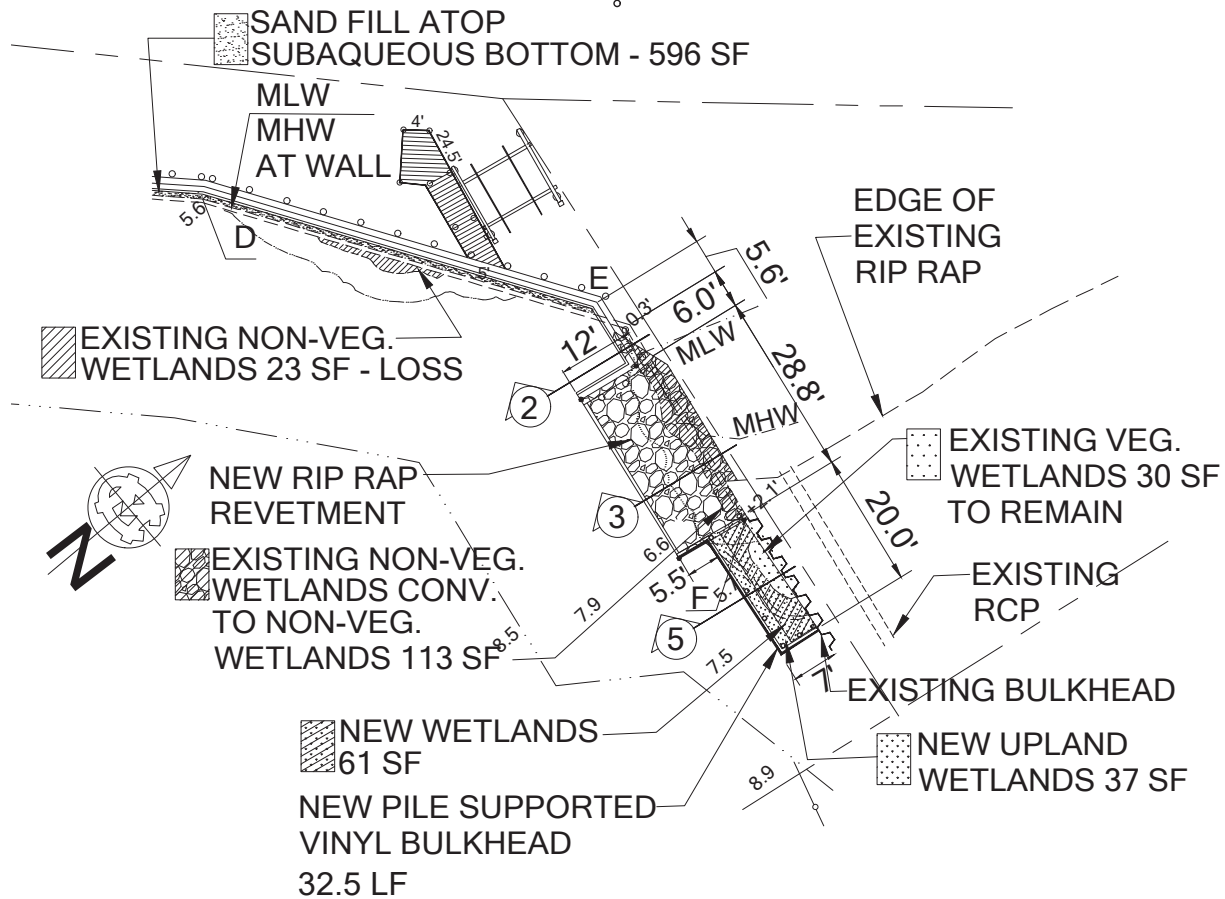 SAND FILL ATOP
SUBAQUEOUS BOTTOM - 596 SF
MLW
MHW
AT WALL
4'
24.5'
5.6
D
5'
E
0.3'
5.6'
6.0'
12'
MLW
28.8'
MHW
EDGE OF
EXISTING
RIP RAP
EXISTING NON-VEG.
WETLANDS 23 SF - LOSS
2
3
NEW RIP RAP
REVETMENT
N
EXISTING VEG.
WETLANDS 30 SF
TO REMAIN
2.1'
20.0'
EXISTING NON-VEG.
WETLANDS CONV.
TO NON-VEG.
WETLANDS 113 SF
6.6
5.5'
F
7.9
8.5
5
7.5
7'
EXISTING
RCP
EXISTING BULKHEAD
NEW WETLANDS
61 SF
NEW UPLAND
WETLANDS 37 SF
8.9
NEW PILE SUPPORTED
VINYL BULKHEAD
32.5 LF